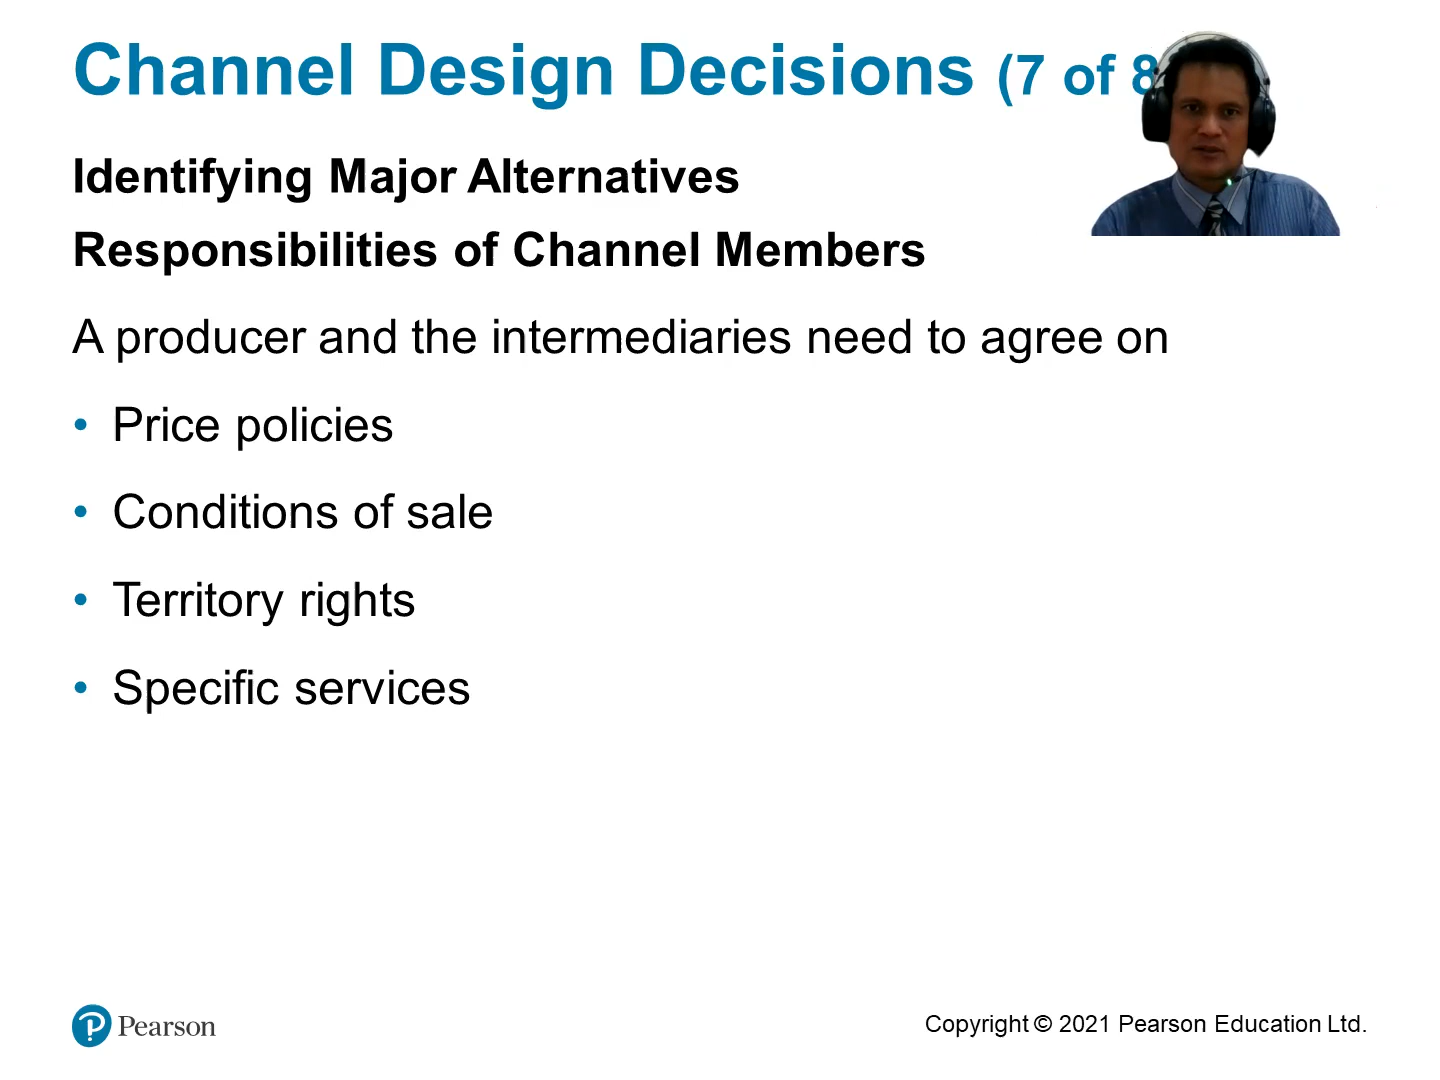 Channel Design Decisions (7 of 8
Identifying Major Alternatives
Responsibilities of Channel Members
A producer and the intermediaries need to agree on
• Price policies
• Conditions of sale
• Territory rights
• Specific services
Pearson
Copyright © 2021 Pearson Education Ltd.